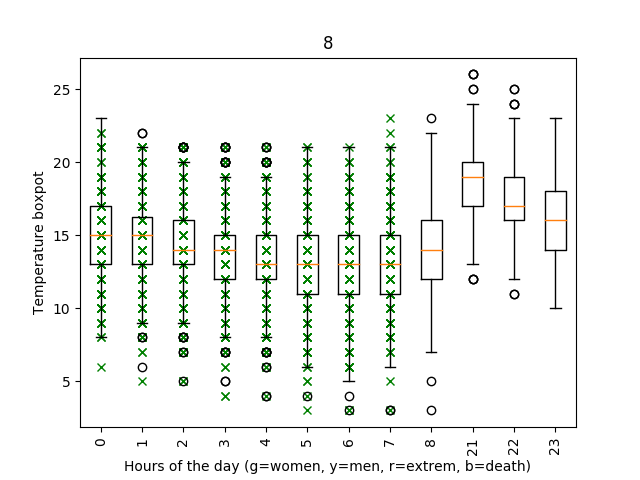 8
25
20
15
10
5
Temperature boxpot
0 1 2 3 4 5 6 7 8 21 22 23
Hours of the day (g=women, y=men, r=extrem, b=death)